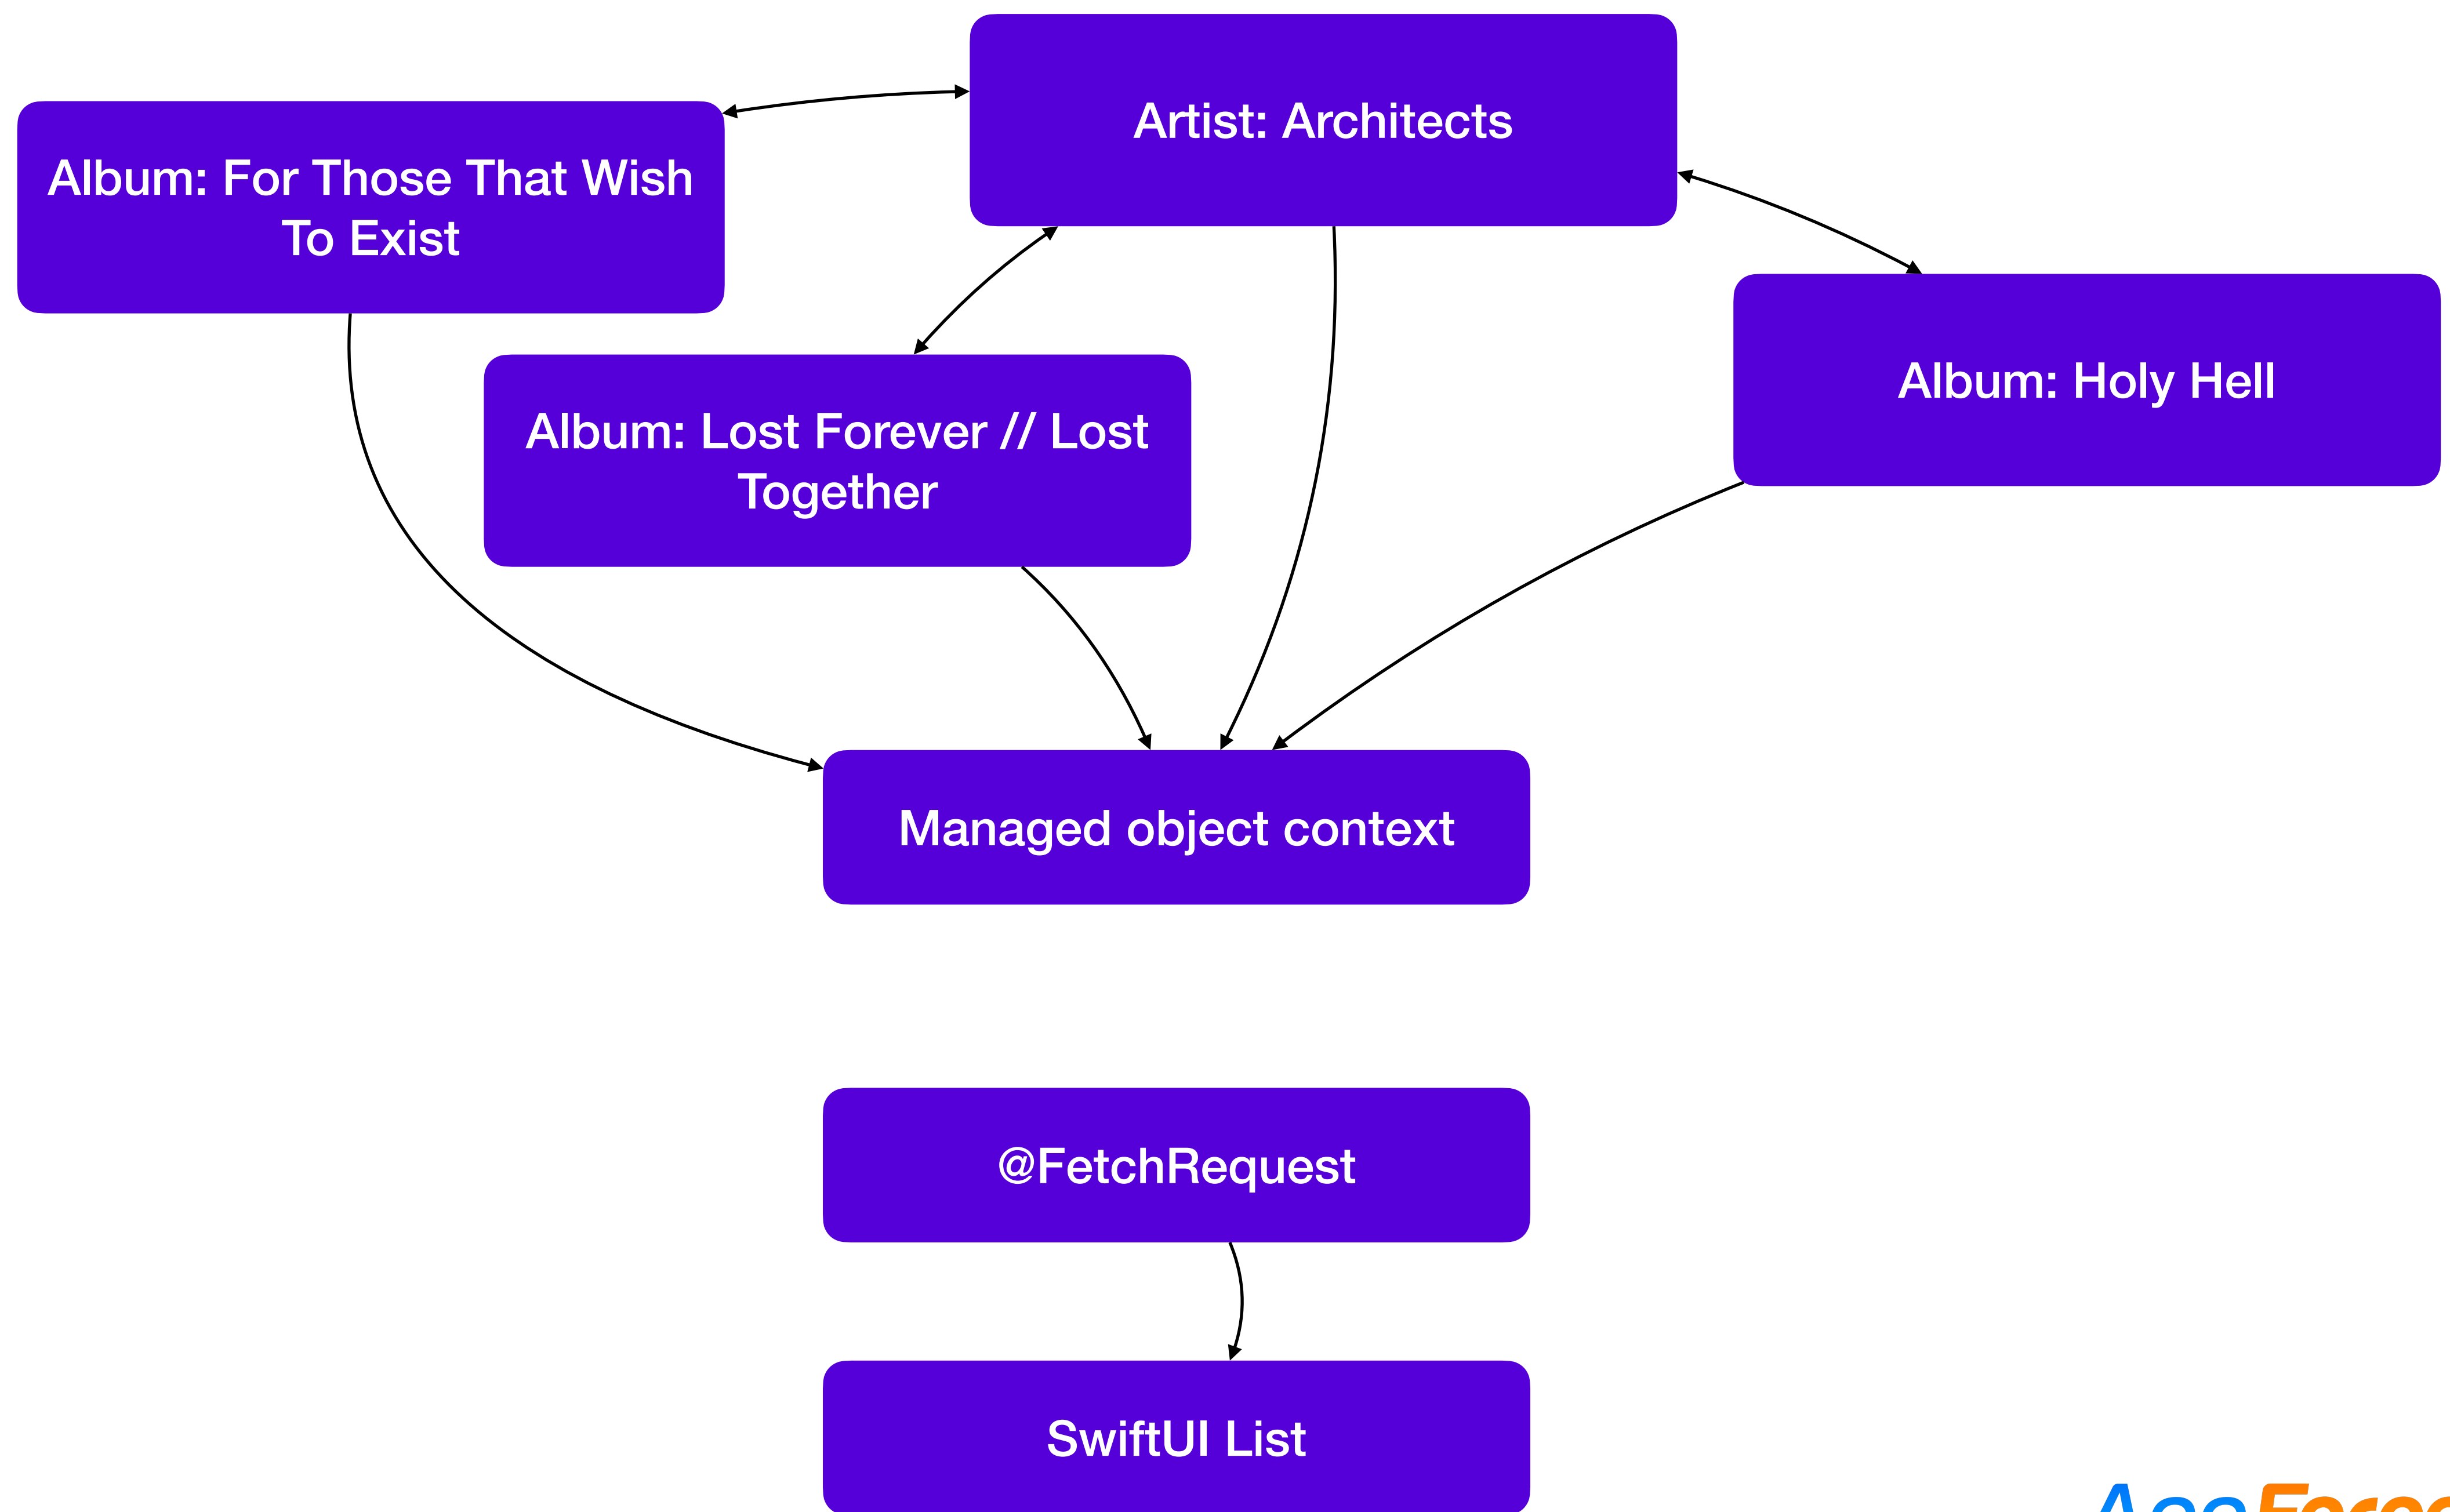 Artist: Architects
Album: For Those That Wish
To Exist
Album: Holy Hell
Album: Lost Forever // Lost
Together
Managed object context
@FetchRequest
SwiftUI List